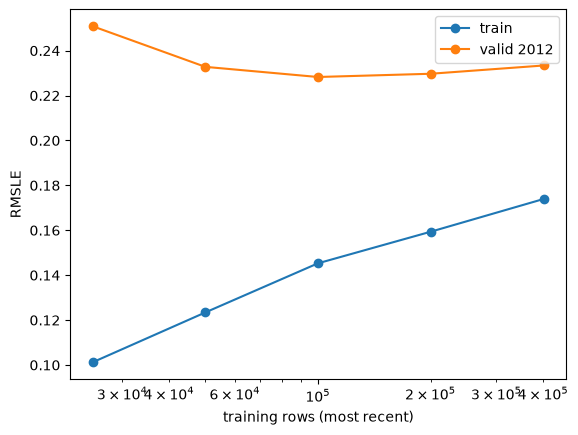 train
valid 2012
0.24
0.22
0.20
0.18
0.16
0.14
0.12
0.10
RMSLE
3 × 10⁴ 4 × 10⁴ 6 × 10⁴ 10⁵ 2 × 10⁵ 3 × 10⁵ 4 × 10⁵
training rows (most recent)